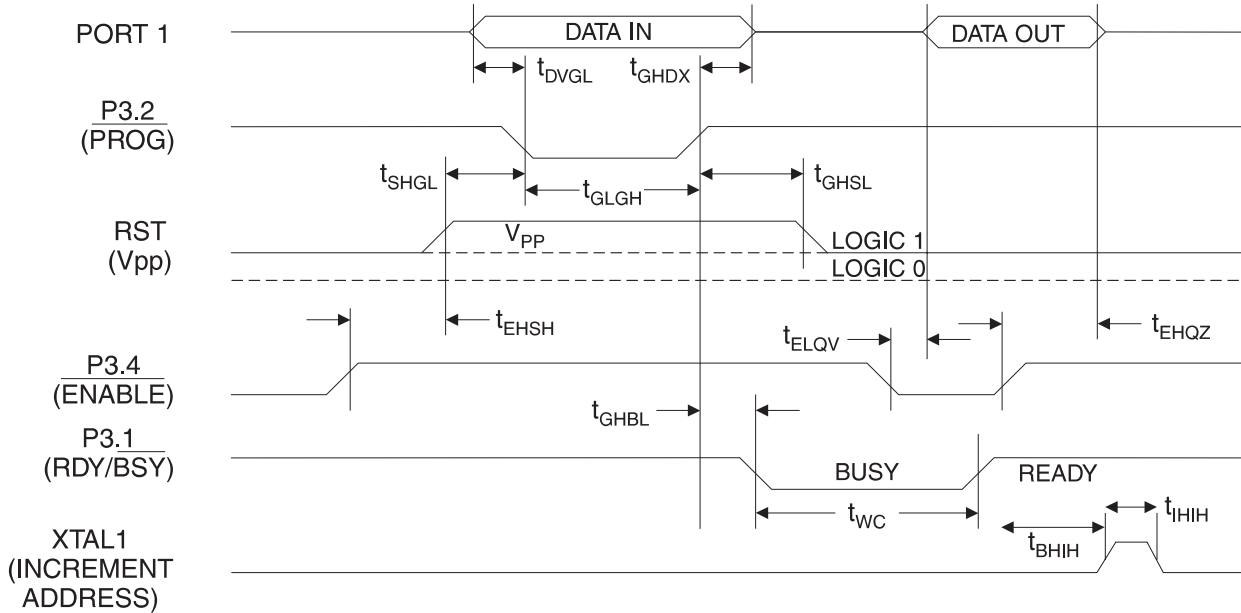 PORT 1
DATA IN
DATA OUT
tDVGL
tGHDX
P3.2
(PROG)
tSHGL
tGLGH
tGHSL
RST
(Vpp)
VPP
LOGIC 1
LOGIC 0
tEHSH
tELQV
tEHQZ
P3.4
(ENABLE)
tGHBL
P3.1
(RDY/BSY)
BUSY
READY
tWC
tIHIH
tBHIH
XTAL1
(INCREMENT
ADDRESS)